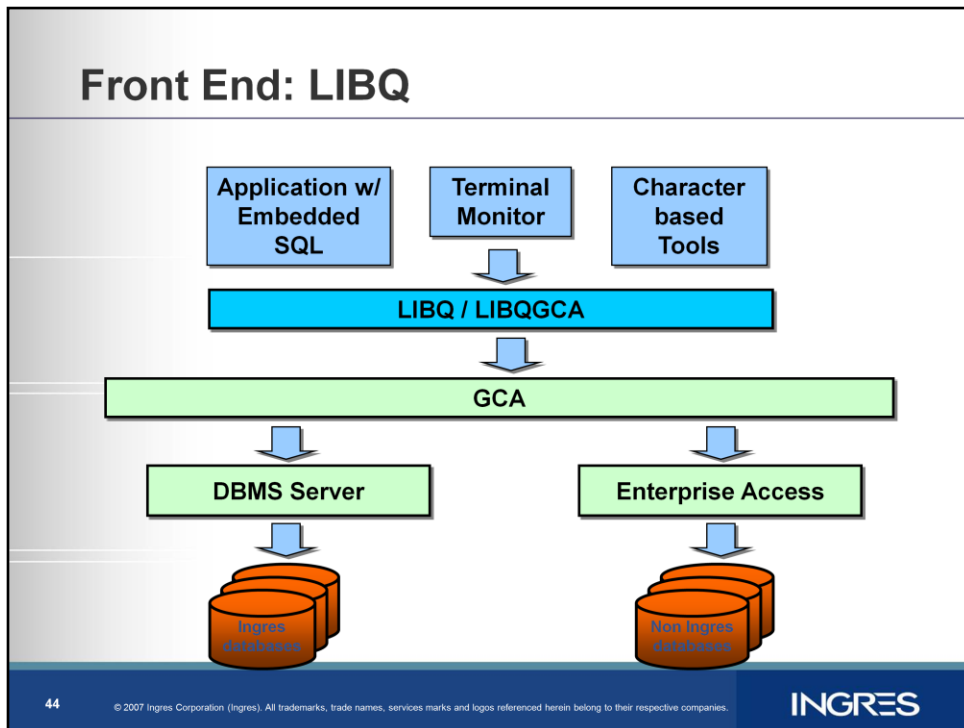 Front End: LIBQ
Application w/
Embedded
SQL
Terminal
Monitor
Character
based
Tools
LIBQ / LIBQGCA
GCA
DBMS Server
Enterprise Access
Ingres
databases
Non Ingres
databases
44
© 2007 Ingres Corporation (Ingres). All trademarks, trade names, services marks and logos referenced herein belong to their respective companies.
INGRES